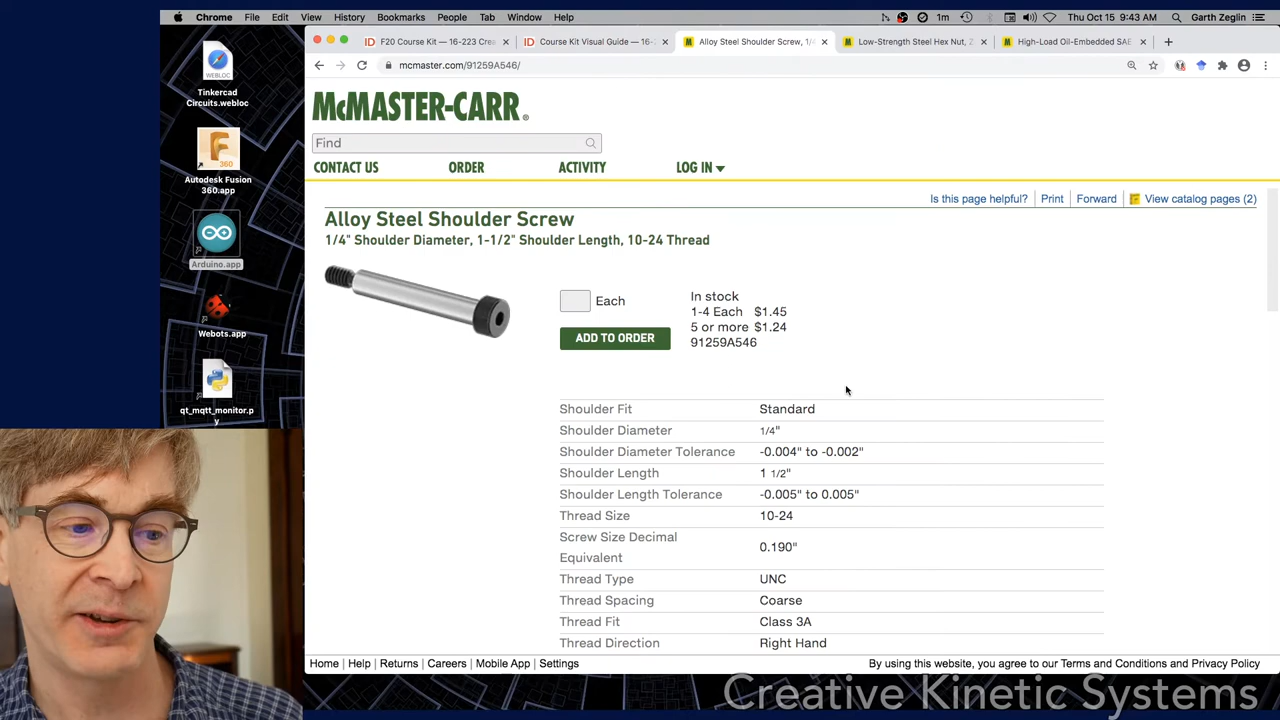 Chrome File Edit View History Bookmarks People Tab Window Help 1m Thu Oct 15 9:43 AM Garth Zeglin
F20 Course Kit — 16-223 Cre
Course Kit Visual Guide — 16-
Alloy Steel Shoulder Screw, 1/4
Low-Strength Steel Hex Nut, 2
High-Load Oil-Embedded SAE
mcmaster.com/91259A546/
WEBLOC
Tinkercad
Circuits.webloc
360
Autodesk Fusion
360.app
Arduino.app
Webots.app
qt_mqtt_monitor.p
y
McMASTER-CARR®
Find
CONTACT US ORDER ACTIVITY LOG IN
Is this page helpful? Print Forward View catalog pages (2)
Alloy Steel Shoulder Screw
1/4" Shoulder Diameter, 1-1/2" Shoulder Length, 10-24 Thread
Each
ADD TO ORDER
In stock
1-4 Each $1.45
5 or more $1.24
91259A546
Shoulder Fit Standard
Shoulder Diameter 1/4"
Shoulder Diameter Tolerance -0.004" to -0.002"
Shoulder Length 1 1/2"
Shoulder Length Tolerance -0.005" to 0.005"
Thread Size 10-24
Screw Size Decimal
Equivalent 0.190"
Thread Type UNC
Thread Spacing Coarse
Thread Fit Class 3A
Thread Direction Right Hand
Home | Help | Returns | Careers | Mobile App | Settings
By using this website, you agree to our Terms and Conditions and Privacy Policy
Creative Kinetic Systems